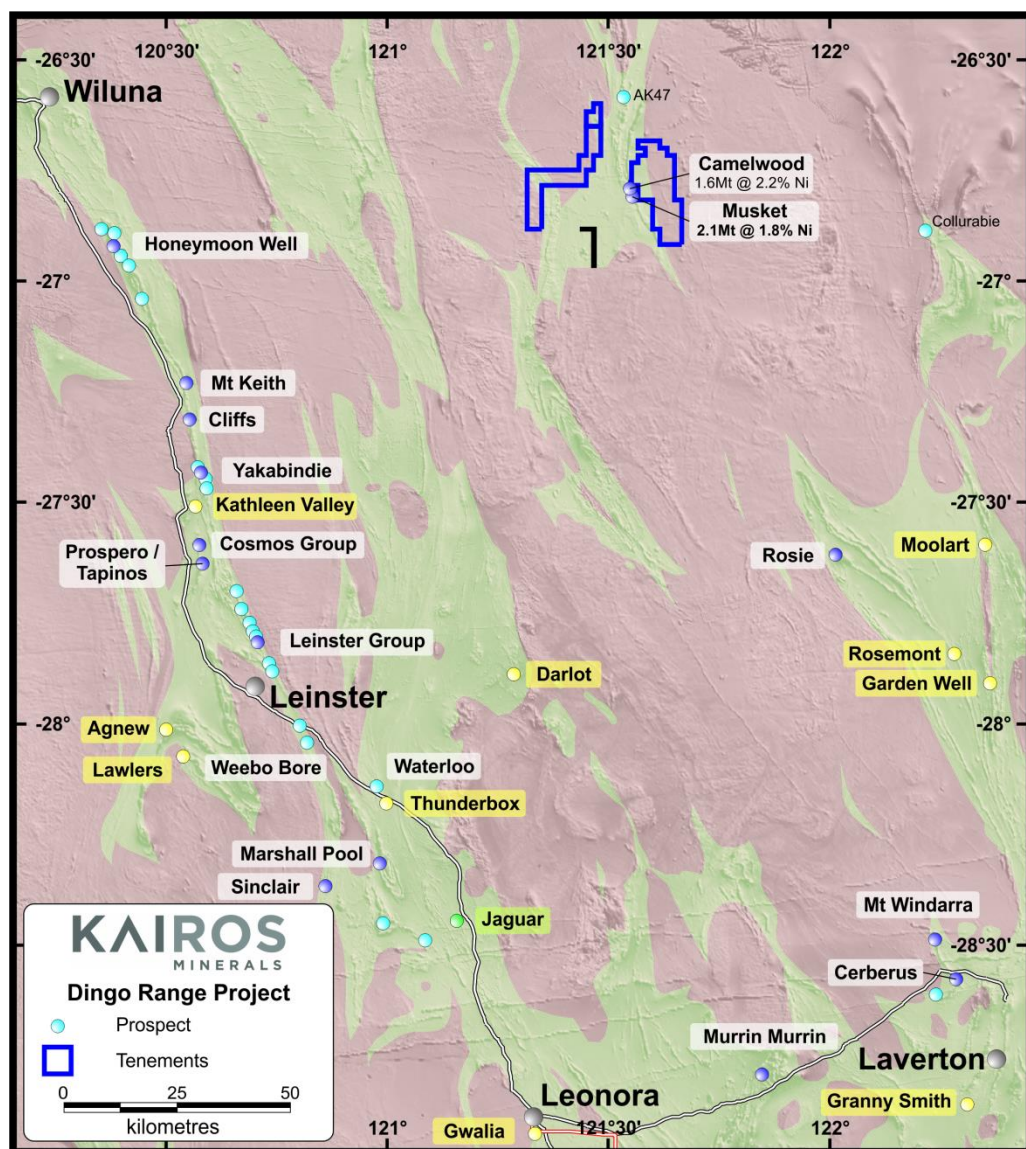 120°30'
121°
121°30'
122°
-26°30'
-26°30'
Wiluna
AK47
Camelwood
1.6Mt @ 2.2% Ni
Musket
2.1Mt @ 1.8% Ni
Collurabie
Honeymoon Well
-27°
-27°
Mt Keith
Cliffs
Yakabindie
-27°30'
Kathleen Valley
-27°30'
Cosmos Group
Prospero /
Tapinos
Rosie
Moolart
Leinster Group
Rosemont
Darlot
Garden Well
Leinster
-28°
-28°
Agnew
Lawlers
Weebo Bore
Waterloo
Thunderbox
Marshall Pool
Sinclair
Jaguar
Mt Windarra
-28°30'
Cerberus
KAIROS
MINERALS
Dingo Range Project
Prospect
Tenements
0 25 50
kilometres
Murrin Murrin
Laverton
Leonora
Granny Smith
Gwalia
121°
121°30'
122°